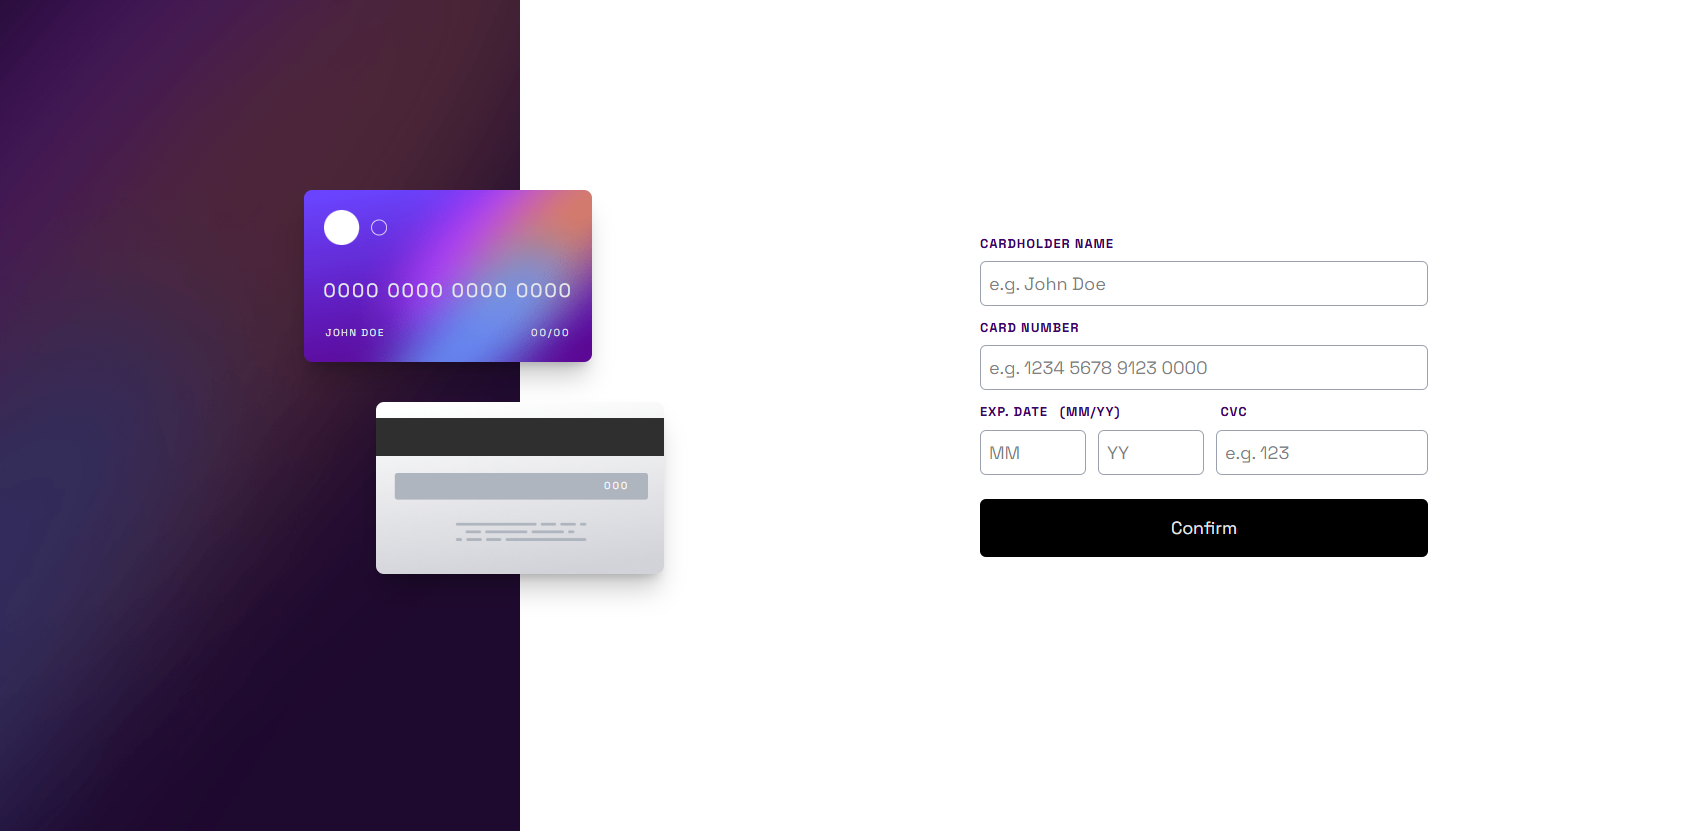 0000 0000 0000 0000
JOHN DOE 00/00
000
CARDHOLDER NAME
e.g. John Doe
CARD NUMBER
e.g. 1234 5678 9123 0000
EXP. DATE (MM/YY) CVC
MM YY e.g. 123
Confirm